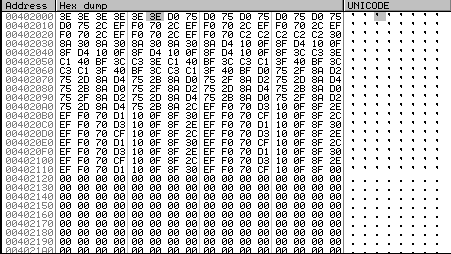 Address Hex dump UNICODE
00402000 3E 3E 3E 3E 3E 3E D0 75 D0 75 D0 75 D0 75 D0 75
00402010 D0 75 2C EF F0 70 2C EF F0 70 2C EF F0 70 2C EF
00402020 F0 70 2C EF F0 70 2C EF F0 70 C2 C2 C2 C2 C2 30
00402030 8A 30 8A 30 8A 30 8A 30 8A D4 10 0F 8F D4 10 0F
00402040 8F D4 10 0F 8F D4 10 0F 8F D4 10 0F 8F 3C C3 3E
00402050 C1 40 BF 3C C3 3E C1 40 BF 3C C3 C1 3F 40 BF 3C
00402060 C3 C1 3F 40 BF 3C C3 C1 3F 40 BF D0 75 2D 8A D4
00402070 75 2D 8A D4 75 2B 8A D0 75 2F 8A D2 75 2D 8A D4
00402080 75 2B 8A D0 75 2F 8A D2 75 2D 8A D4 75 2B 8A D0
00402090 75 2F 8A D2 75 2D 8A D4 75 2B 8A D0 75 2F 8A D2
004020A0 75 2D 8A D4 75 2B 8A 2C EF F0 70 D3 10 0F 8F 2E
004020B0 EF F0 70 D1 10 0F 8F 30 EF F0 70 CF 10 0F 8F 2C
004020C0 EF F0 70 D3 10 0F 8F 2E EF F0 70 D1 10 0F 8F 30
004020D0 EF F0 70 CF 10 0F 8F 2C EF F0 70 D3 10 0F 8F 2E
004020E0 EF F0 70 D1 10 0F 8F 30 EF F0 70 CF 10 0F 8F 2C
004020F0 EF F0 70 D3 10 0F 8F 2E EF F0 70 D1 10 0F 8F 30
00402100 EF F0 70 CF 10 0F 8F 2C EF F0 70 D3 10 0F 8F 2E
00402110 EF F0 70 00 00 00 00 00 00 00 00 00 00 00 00 00
00402120 00 00 00 00 00 00 00 00 00 00 00 00 00 00 00 00
00402130 00 00 00 00 00 00 00 00 00 00 00 00 00 00 00 00
00402140 00 00 00 00 00 00 00 00 00 00 00 00 00 00 00 00
00402150 00 00 00 00 00 00 00 00 00 00 00 00 00 00 00 00
00402160 00 00 00 00 00 00 00 00 00 00 00 00 00 00 00 00
00402170 00 00 00 00 00 00 00 00 00 00 00 00 00 00 00 00
00402180 00 00 00 00 00 00 00 00 00 00 00 00 00 00 00 00
00402190 00 00 00 00 00 00 00 00 00 00 00 00 00 00 00 00